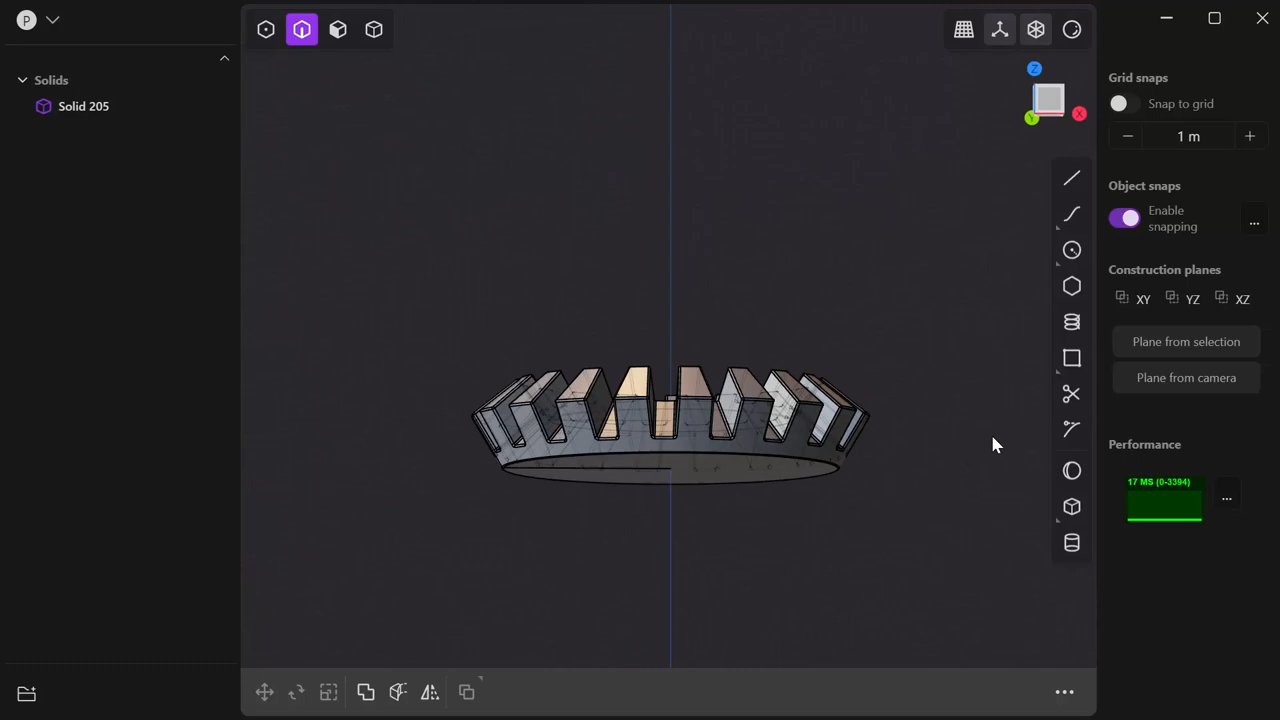 P
Solids
Solid 205
Z
Y
X
Grid snaps
Snap to grid
1 m
Object snaps
Enable
snapping
...
Construction planes
XY
YZ
XZ
Plane from selection
Plane from camera
Performance
17 MS (0-3394)
...